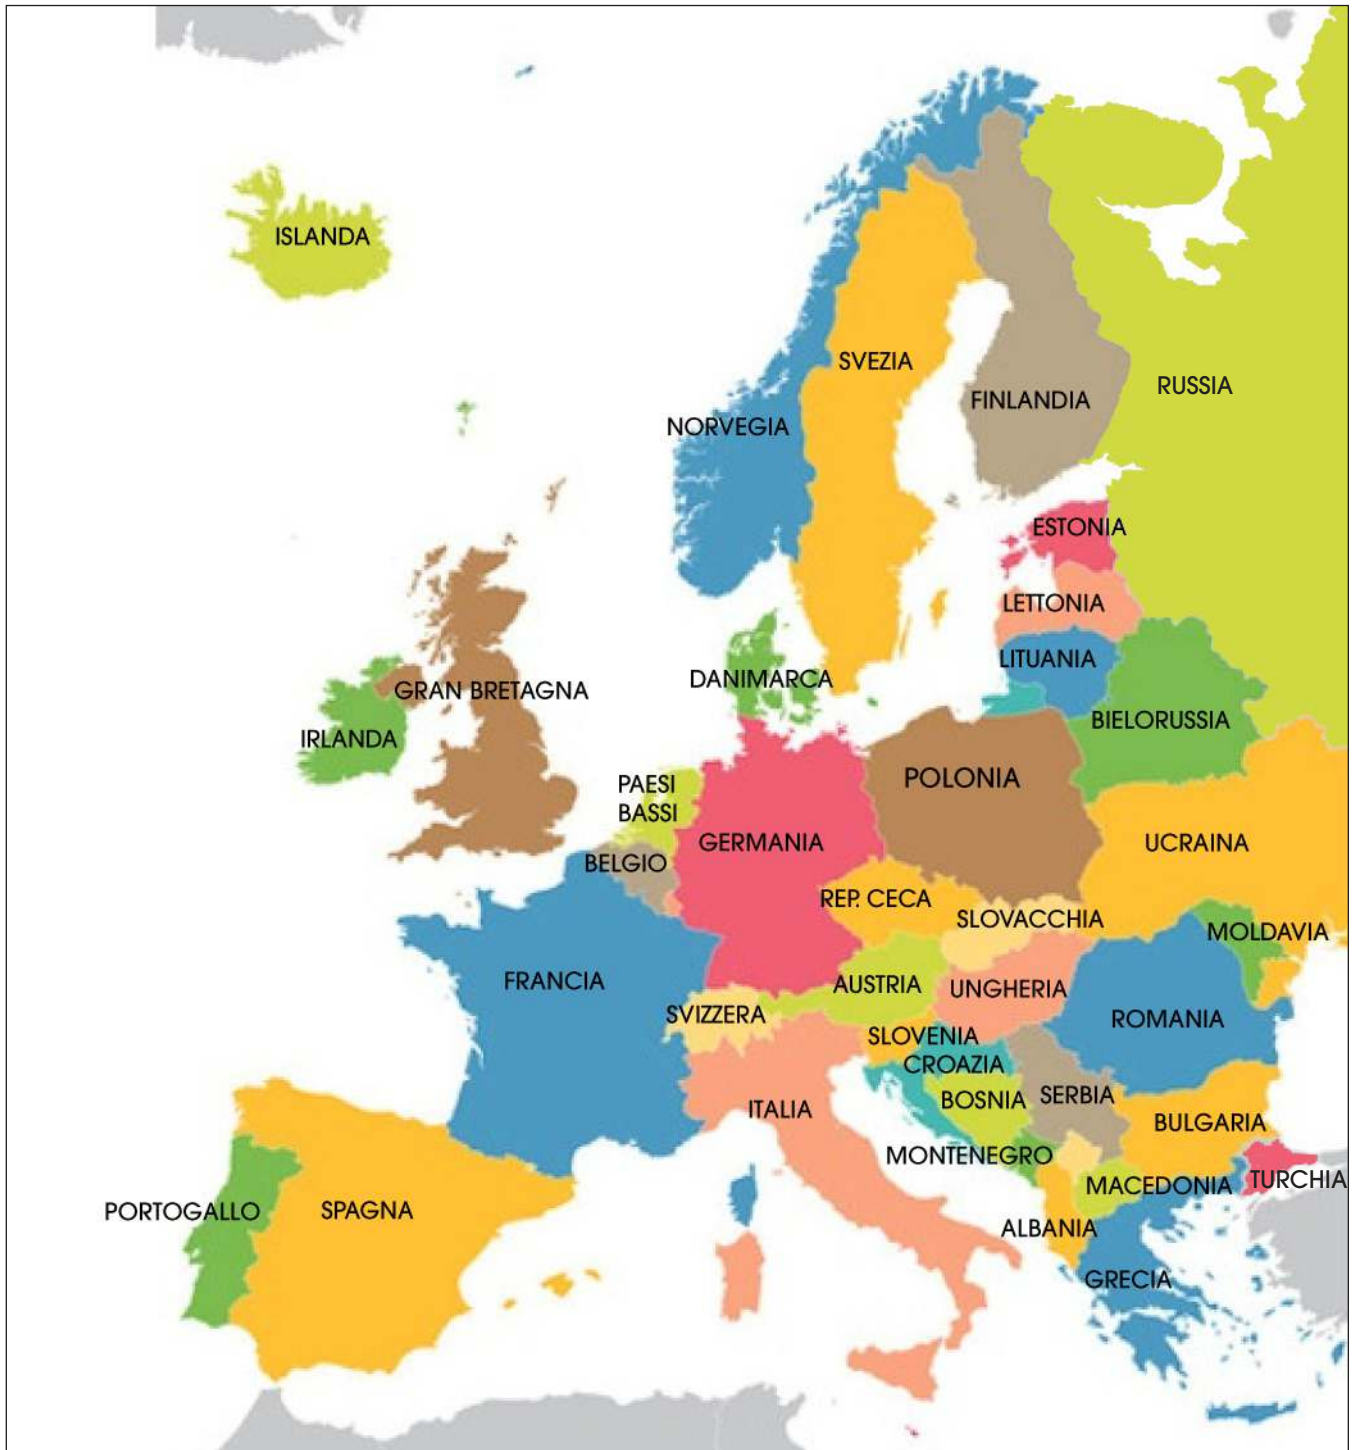 ISLANDA
SVEZIA
RUSSIA
FINLANDIA
NORVEGIA
ESTONIA
LETTONIA
LITUANIA
DANIMARCA
GRAN BRETAGNA
BIELORUSSIA
IRLANDA
POLONIA
PAESI
BASSI
GERMANIA
UCRAINA
BELGIO
REP. CECA
SLOVACCHIA
MOLDAVIA
FRANCIA
AUSTRIA
UNGHERIA
SVIZZERA
ROMANIA
SLOVENIA
CROAZIA
SERBIA
BOSNIA
ITALIA
BULGARIA
MONTENEGRO
TURCHIA
MACEDONIA
PORTOGALLO
SPAGNA
ALBANIA
GRECIA